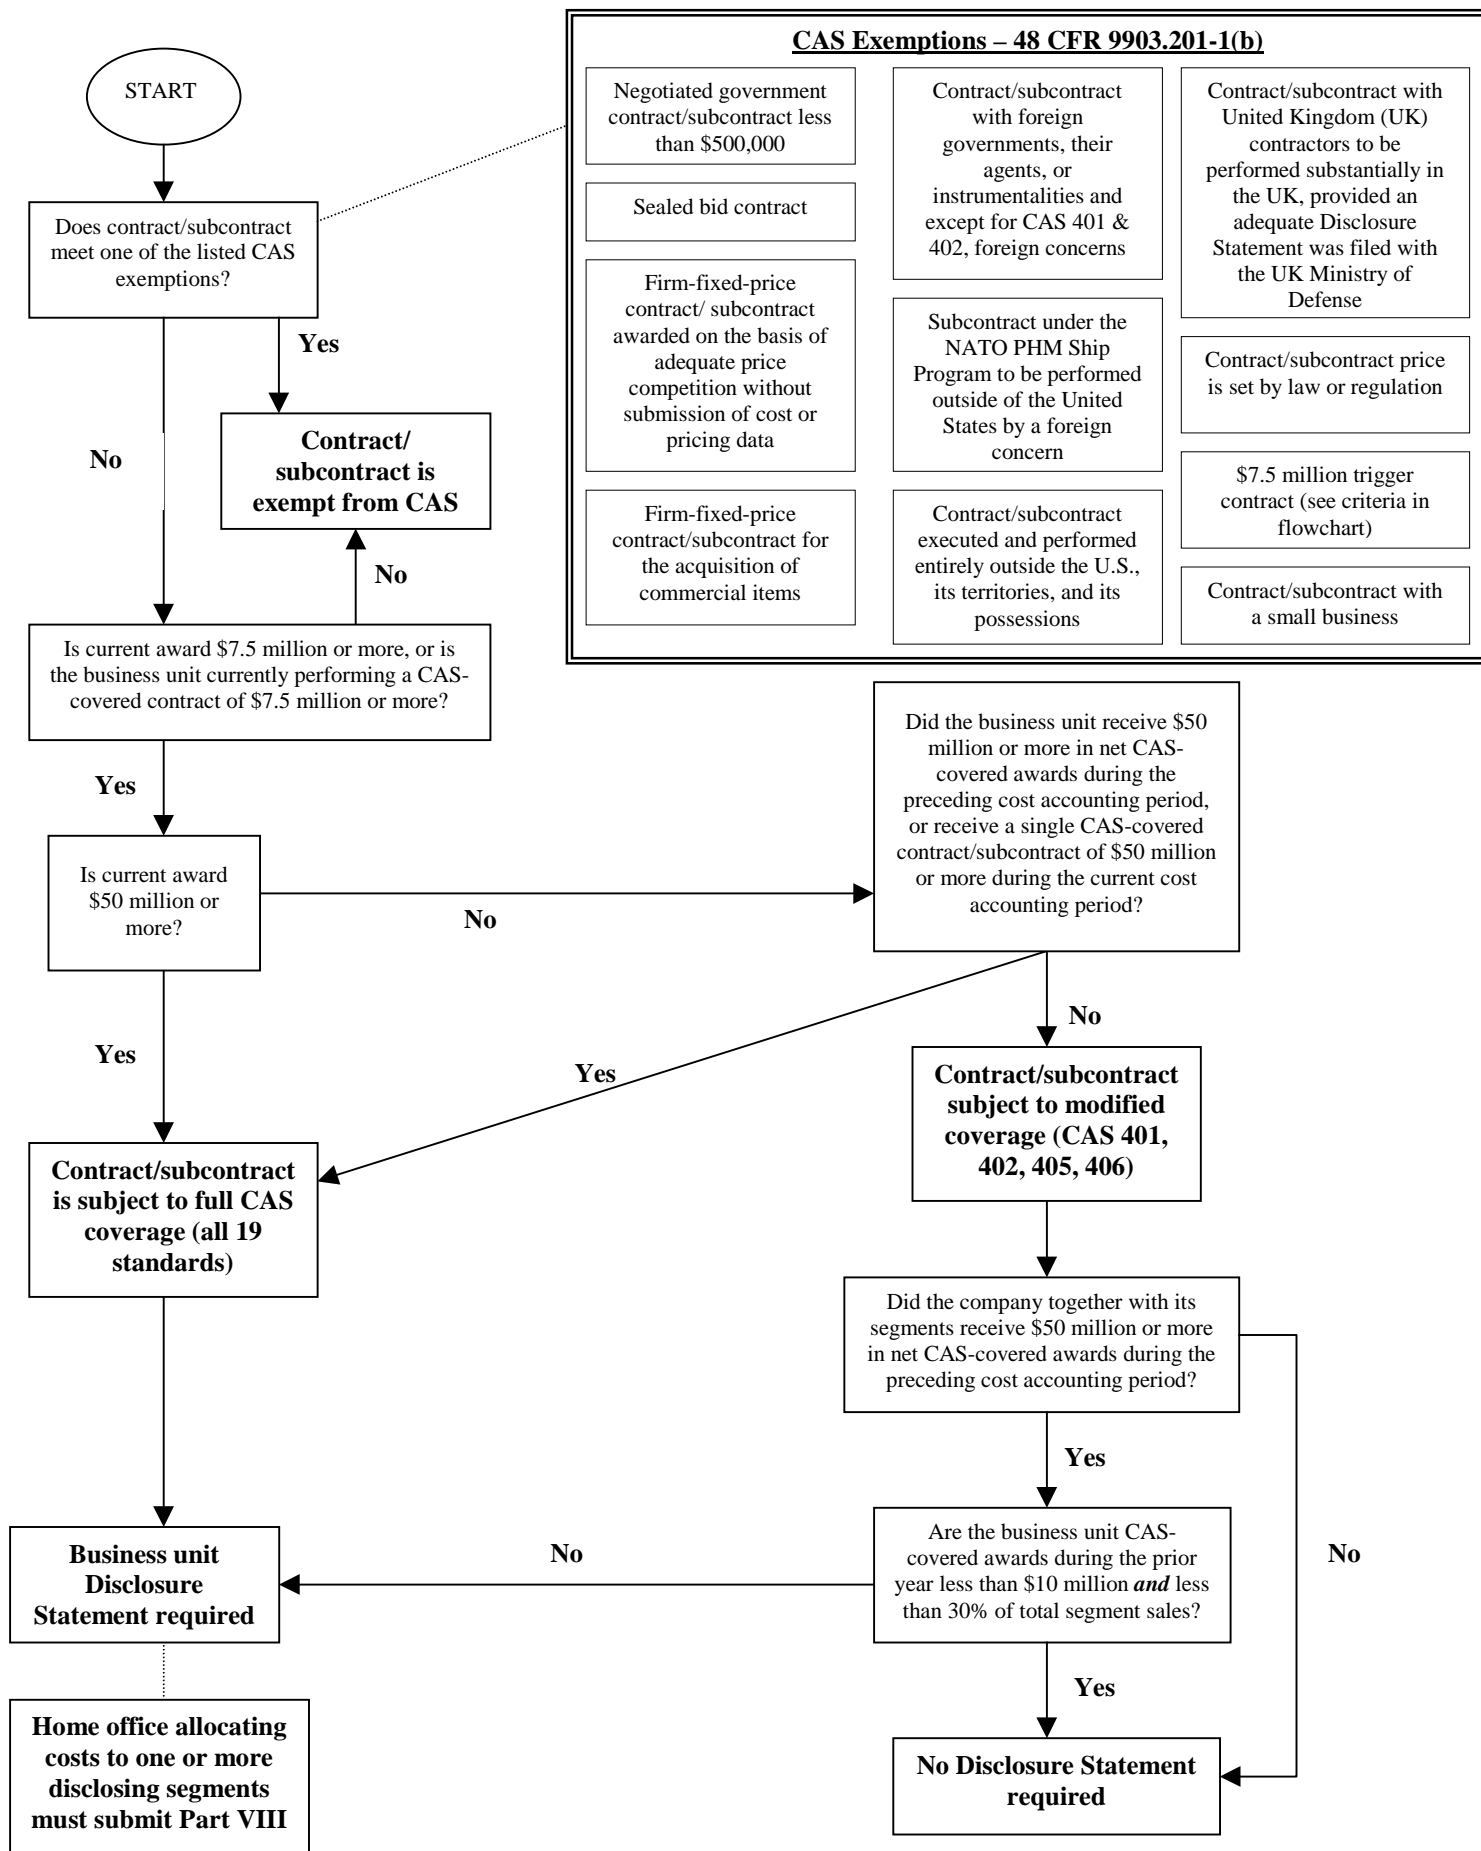 CAS Exemptions – 48 CFR 9903.201-1(b)
START
Negotiated government
contract/subcontract less
than $500,000
Sealed bid contract
Firm-fixed-price
contract/ subcontract
awarded on the basis of
adequate price
competition without
submission of cost or
pricing data
Firm-fixed-price
contract/subcontract for
the acquisition of
commercial items
Contract/subcontract
with foreign
governments, their
agents, or
instrumentalities and
except for CAS 401 &
402, foreign concerns
Subcontract under the
NATO PHM Ship
Program to be performed
outside of the United
States by a foreign
concern
Contract/subcontract
executed and performed
entirely outside the U.S.,
its territories, and its
possessions
Contract/subcontract with
United Kingdom (UK)
contractors to be
performed substantially in
the UK, provided an
adequate Disclosure
Statement was filed with
the UK Ministry of
Defense
Contract/subcontract price
is set by law or regulation
$7.5 million trigger
contract (see criteria in
flowchart)
Contract/subcontract with
a small business
Does contract/subcontract
meet one of the listed CAS
exemptions?
Yes
No
Contract/
subcontract is
exempt from CAS
No
Is current award $7.5 million or more, or is
the business unit currently performing a CAS-
covered contract of $7.5 million or more?
Yes
Is current award
$50 million or
more?
No
Did the business unit receive $50
million or more in net CAS-
covered awards during the
preceding cost accounting period,
or receive a single CAS-covered
contract/subcontract of $50 million
or more during the current cost
accounting period?
Yes
Yes
No
Contract/subcontract
is subject to full CAS
coverage (all 19
standards)
Contract/subcontract
subject to modified
coverage (CAS 401,
402, 405, 406)
Did the company together with its
segments receive $50 million or more
in net CAS-covered awards during the
preceding cost accounting period?
Yes
No
Are the business unit CAS-
covered awards during the prior
year less than $10 million and less
than 30% of total segment sales?
No
Yes
Business unit
Disclosure
Statement required
Home office allocating
costs to one or more
disclosing segments
must submit Part VIII
No Disclosure Statement
required